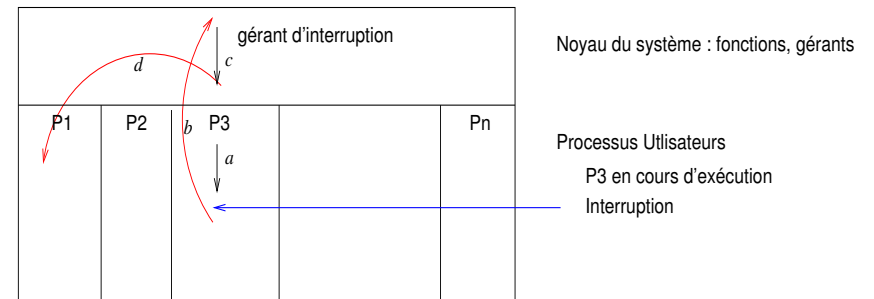 gérant d'interruption
Noyau du système : fonctions, gérants
d
c
P1
P2
b
P3
Pn
Processus Utlisateurs
a
P3 en cours d'exécution
Interruption